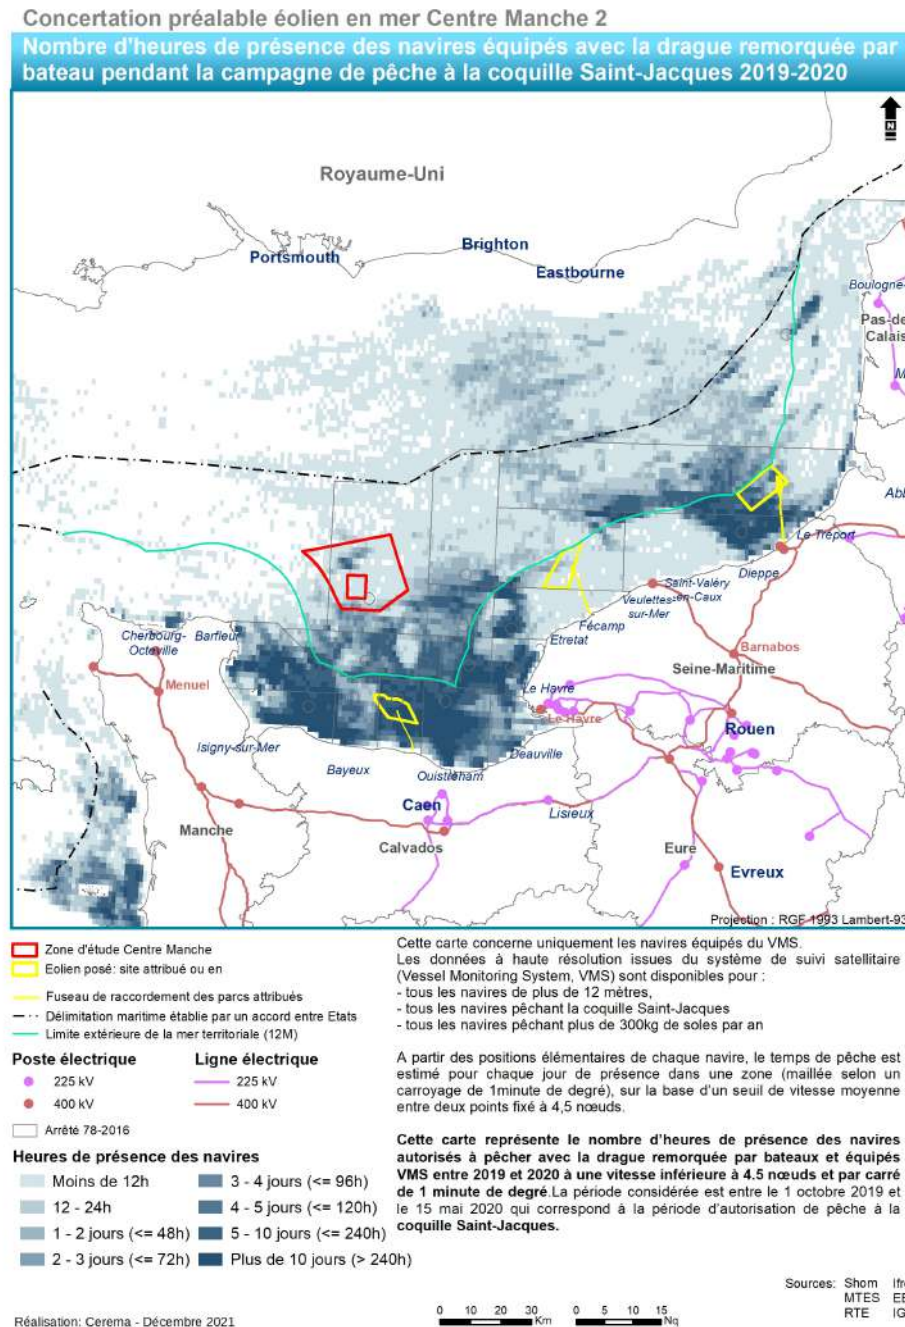 Concertation préalable éolien en mer Centre Manche 2
Nombre d'heures de présence des navires équipés avec la drague remorquée par
bateau pendant la campagne de pêche à la coquille Saint-Jacques 2019-2020
N
Royaume-Uni
Portsmouth
Brighton
Eastbourne
Boulogne-
Pas-de
Calais
M
Abb
Le Tréport
Dieppe
Saint-Valéry
en-Caux
Veulettes-
sur-Mer
Fécamp
Etretat
Cherbourg-
Octeville
Barfleur
Barnabos
Seine-Maritime
Menuel
Le Havre
Le Havre
Rouen
Isigny-sur-Mer
Deauville
Bayeux
Ouistreham
Caen
Lisieux
Manche
Calvados
Eure
Evreux
Projection : RGF 1993 Lambert-93
Zone d'étude Centre Manche
Eolien posé: site attribué ou en
Fuseau de raccordement des parcs attribués
Délimitation maritime établie par un accord entre Etats
Limite extérieure de la mer territoriale (12M)
Poste électrique
Ligne électrique
225 kV
225 kV
400 kV
400 kV
Arrêté 78-2016
Heures de présence des navires
Moins de 12h
3 - 4 jours (<= 96h)
12 - 24h
4 - 5 jours (<= 120h)
1 - 2 jours (<= 48h)
5 - 10 jours (<= 240h)
2 - 3 jours (<= 72h)
Plus de 10 jours (> 240h)
Cette carte concerne uniquement les navires équipés du VMS.
Les données à haute résolution issues du système de suivi satellitaire
(Vessel Monitoring System, VMS) sont disponibles pour :
- tous les navires de plus de 12 mètres,
- tous les navires pêchant la coquille Saint-Jacques
- tous les navires pêchant plus de 300kg de soles par an
A partir des positions élémentaires de chaque navire, le temps de pêche est
estimé pour chaque jour de présence dans une zone (maillée selon un
carroyage de 1minute de degré), sur la base d'un seuil de vitesse moyenne
entre deux points fixé à 4,5 nœuds.
Cette carte représente le nombre d'heures de présence des navires
autorisés à pêcher avec la drague remorquée par bateaux et équipés
VMS entre 2019 et 2020 à une vitesse inférieure à 4.5 nœuds et par carré
de 1 minute de degré.La période considérée est entre le 1 octobre 2019 et
le 15 mai 2020 qui correspond à la période d'autorisation de pêche à la
coquille Saint-Jacques.
Sources: Shom Ifre
MTES EE
RTE IG
Réalisation: Cerema - Décembre 2021
0 10 20 30
Km
0 5 10 15
Nq